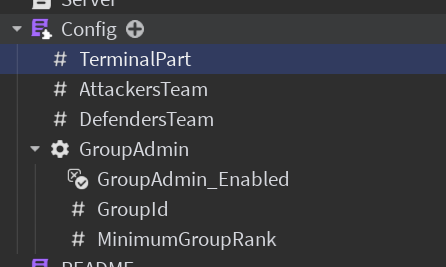 Server
Config
# TerminalPart
# AttackersTeam
# DefendersTeam
GroupAdmin
GroupAdmin_Enabled
# GroupId
# MinimumGroupRank
README